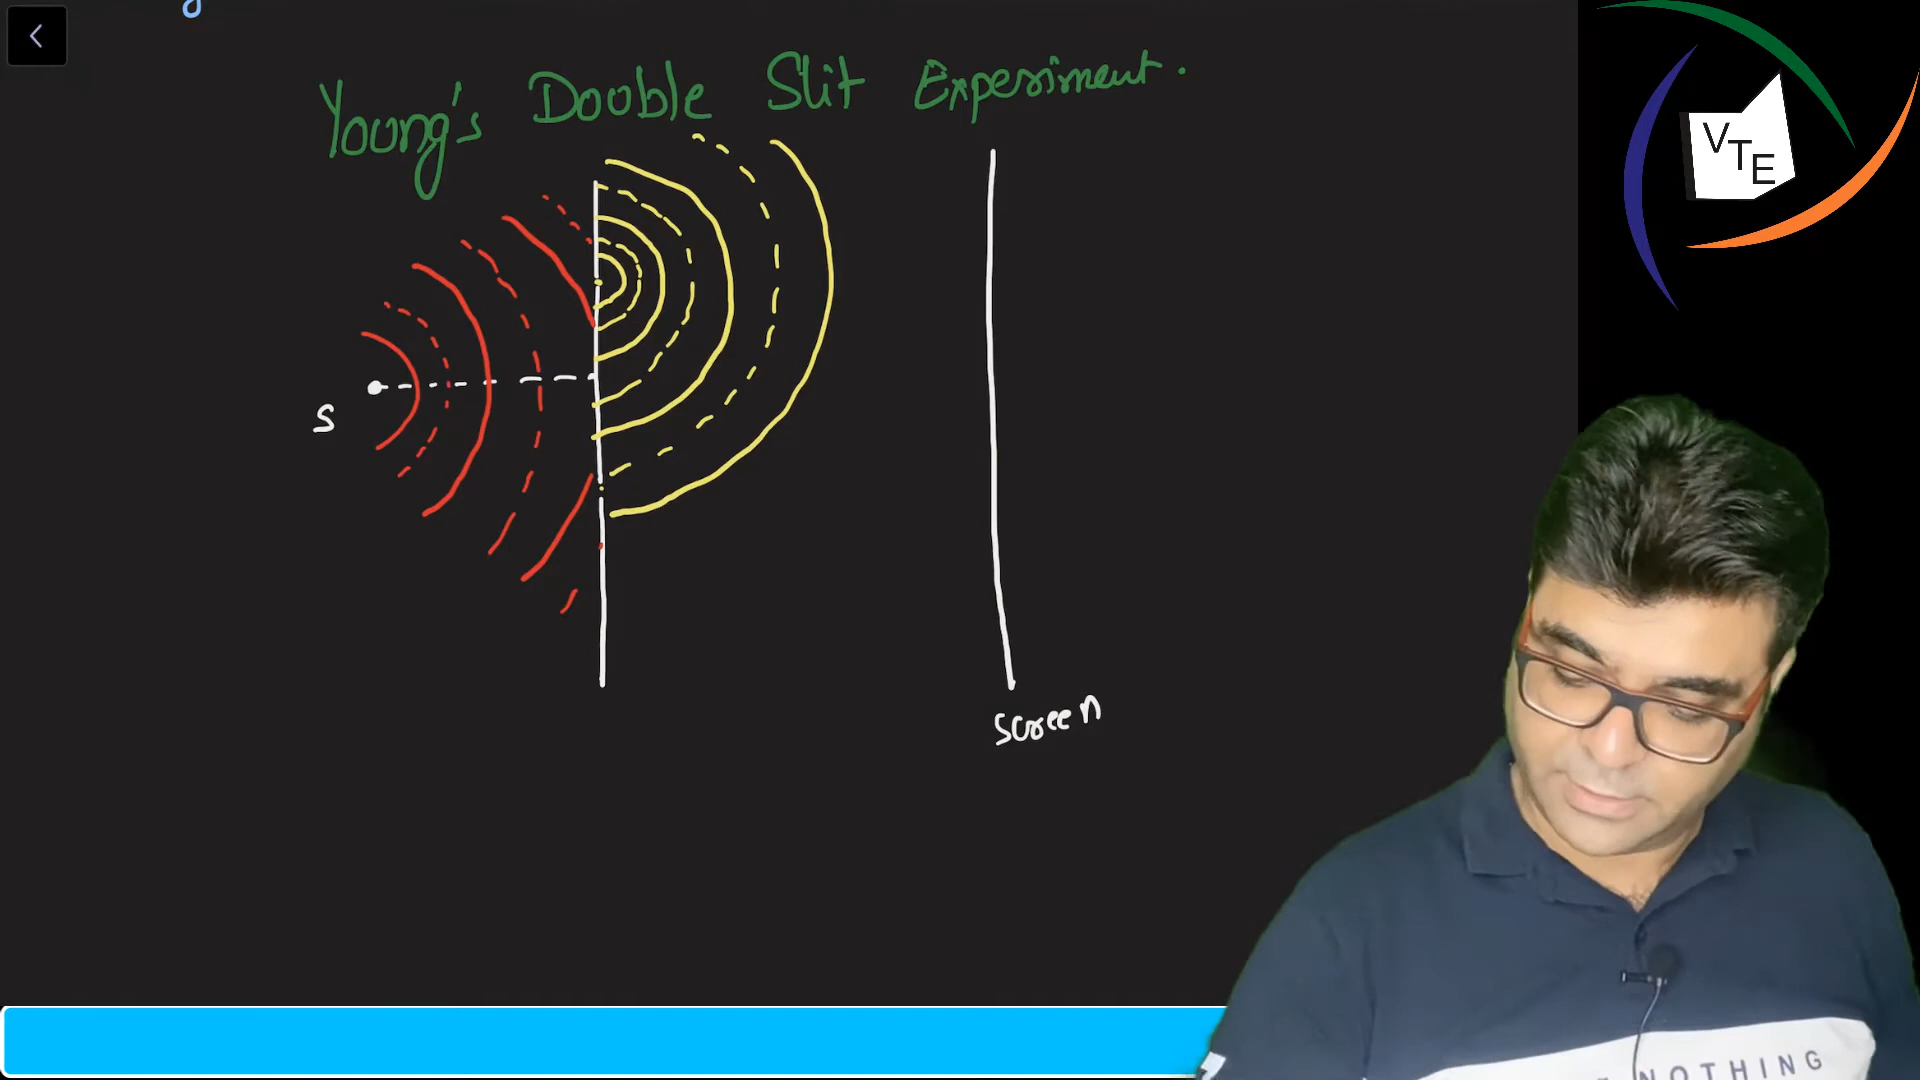 Young's Double Slit Experiment.
VTE
S
Screen
NOTHING